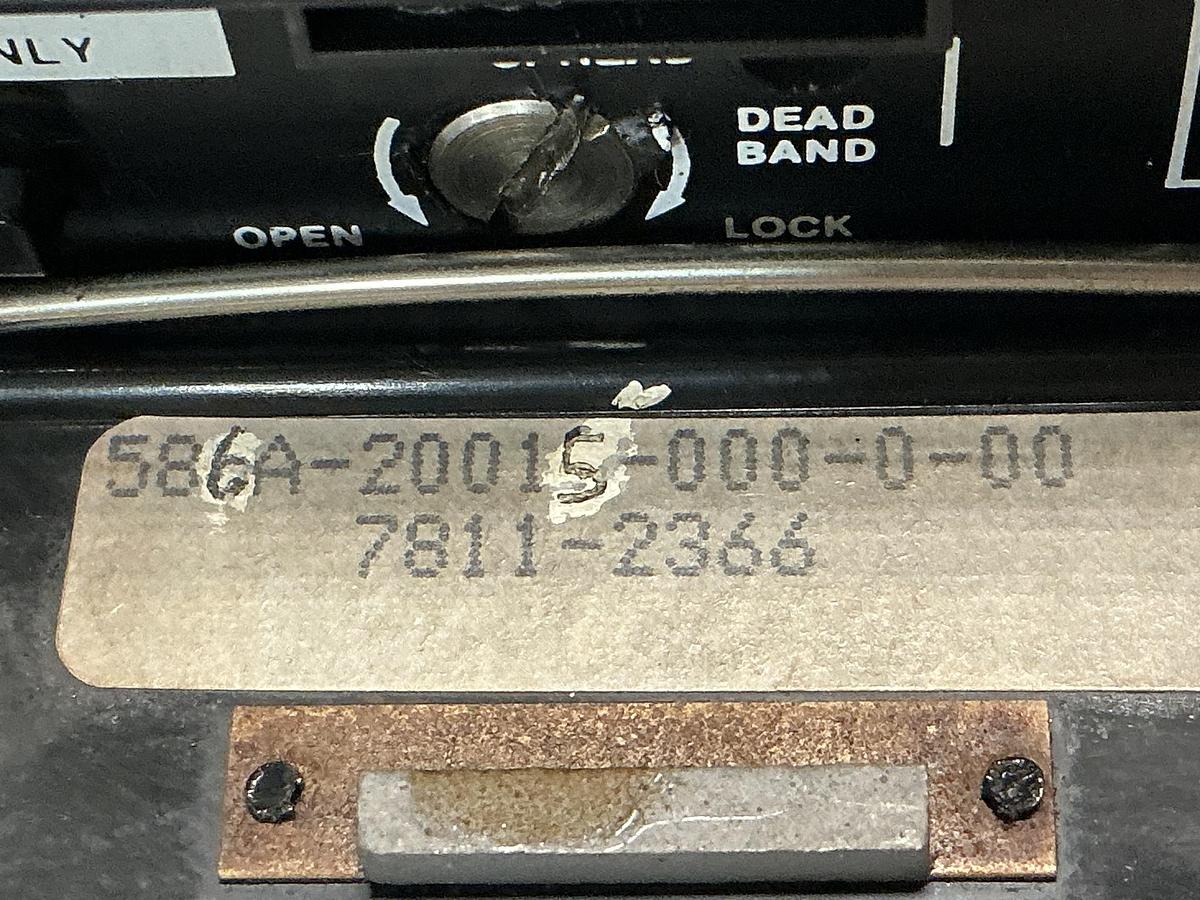 NLY
DEAD
BAND
OPEN
LOCK
586A-20015-000-0-00
7811-2366